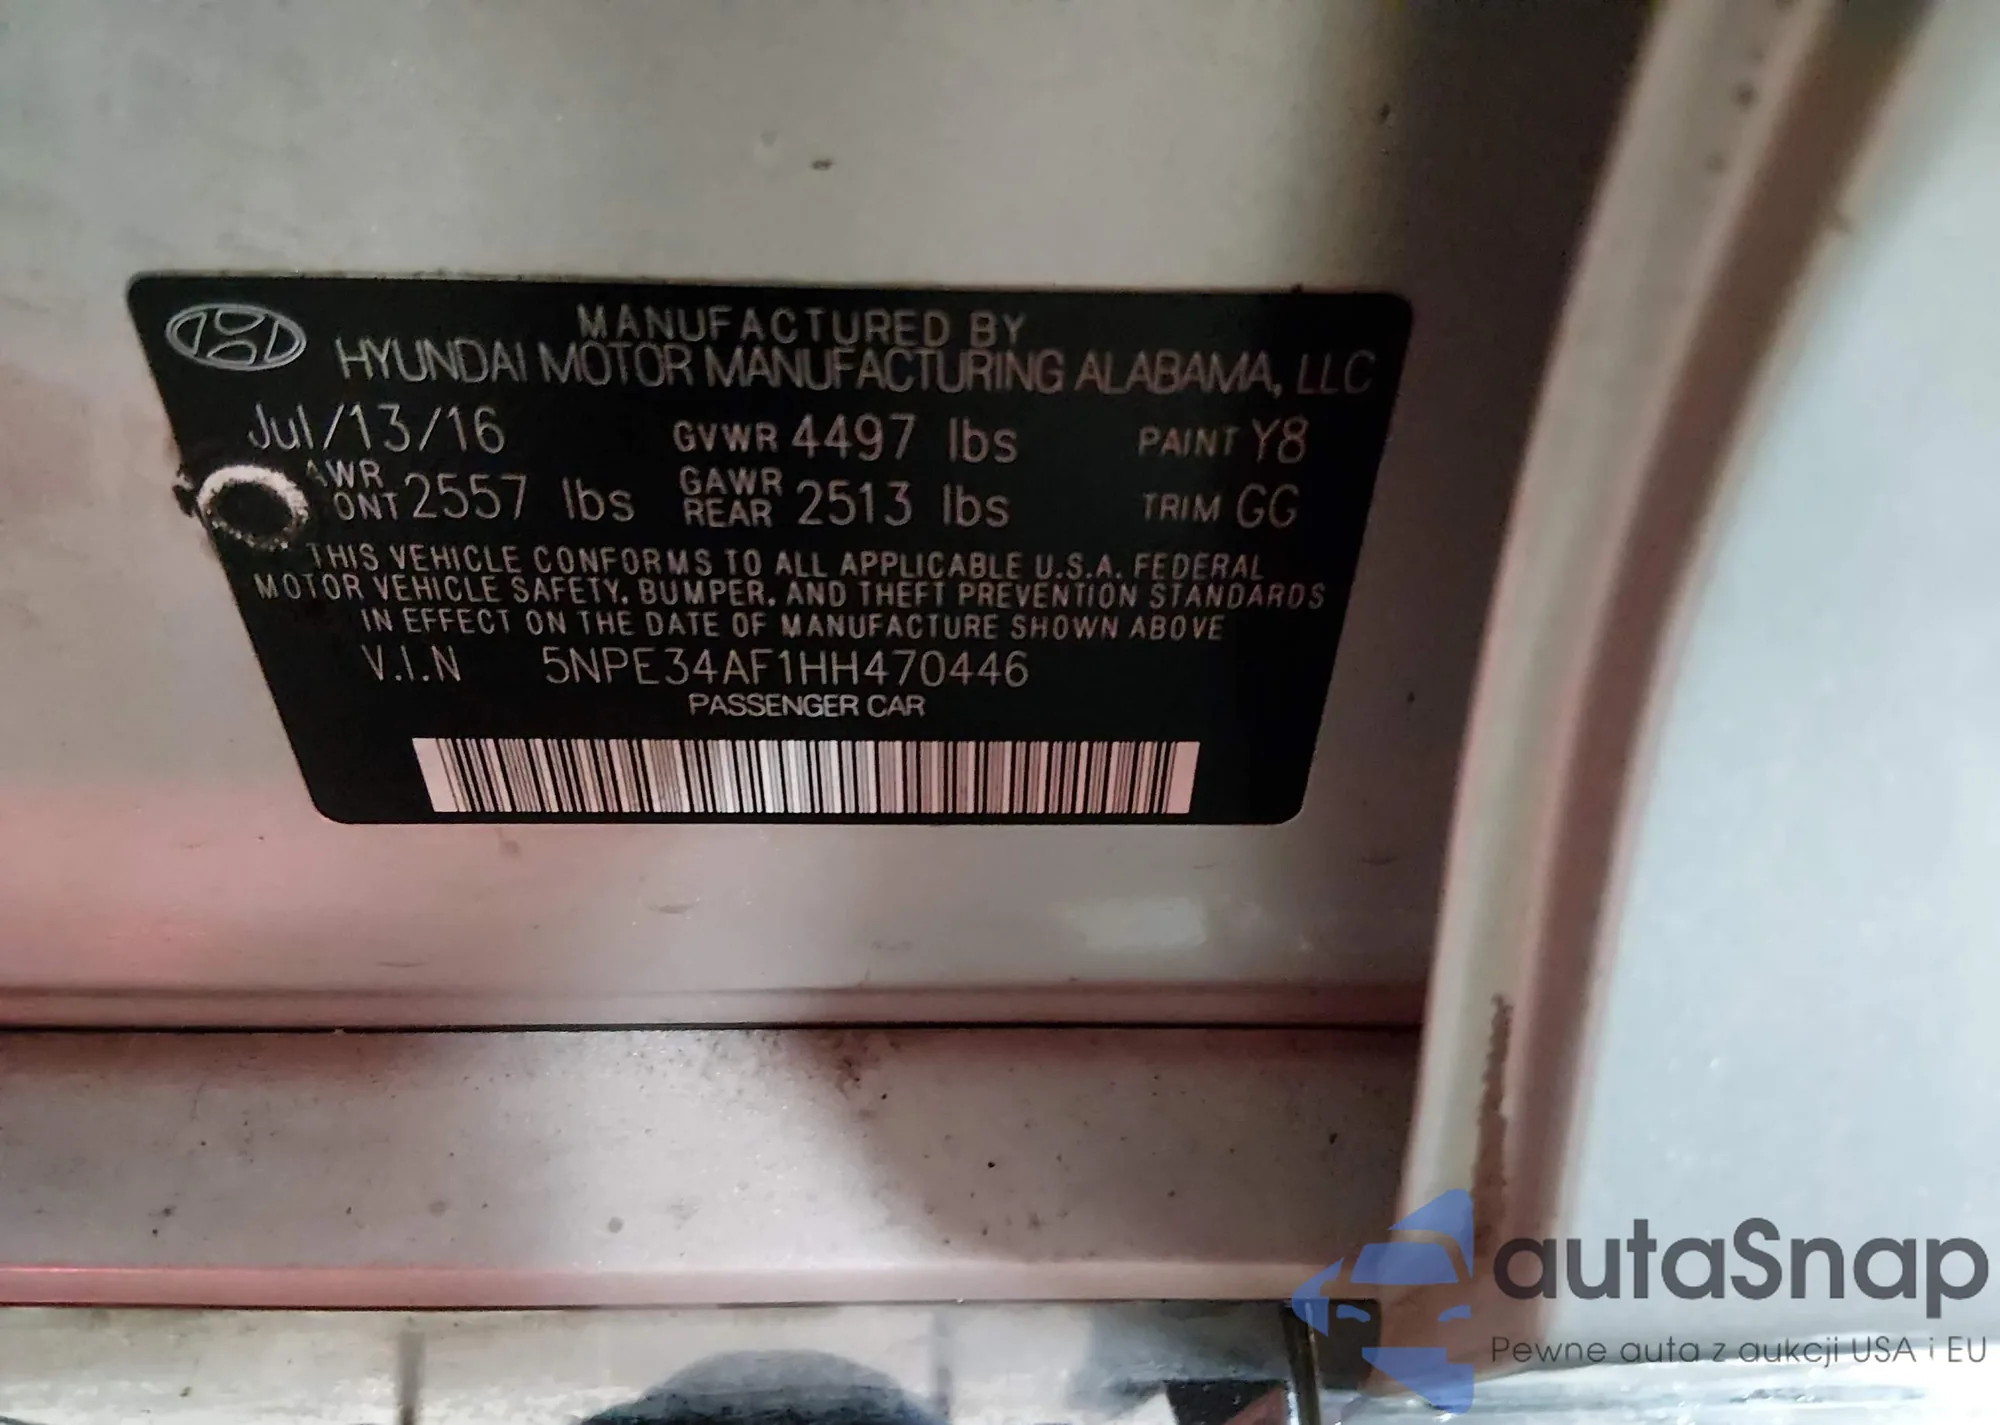 MANUFACTURED BY
HYUNDAI MOTOR MANUFACTURING ALABAMA, LLC
Jul/13/16 GVWR 4497 lbs PAINT Y8
AWR ONT 2557 lbs GAWR REAR 2513 lbs TRIM GG
THIS VEHICLE CONFORMS TO ALL APPLICABLE U.S.A. FEDERAL
MOTOR VEHICLE SAFETY, BUMPER, AND THEFT PREVENTION STANDARDS
IN EFFECT ON THE DATE OF MANUFACTURE SHOWN ABOVE
V.I.N 5NPE34AF1HH470446
PASSENGER CAR
autaSnap
Pewne auta z aukcji USA i EU